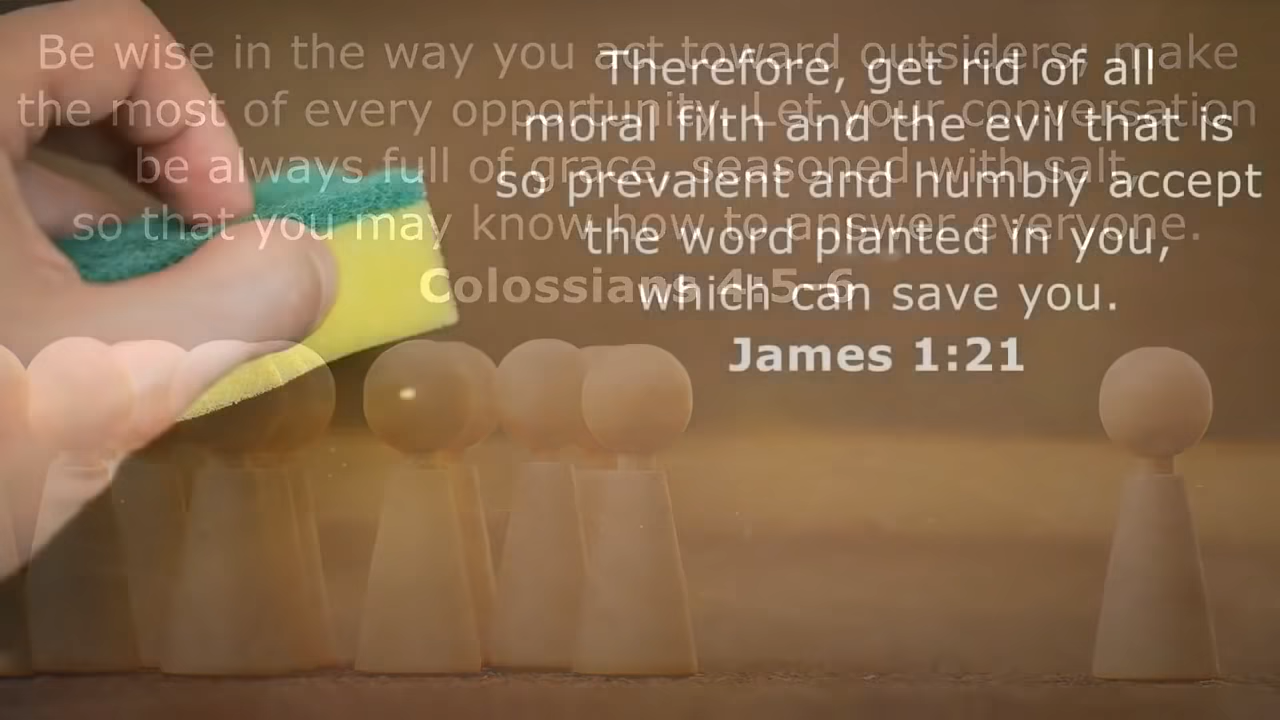 Be wise in the way you act toward outsiders; make
the most of every opportunity. Let your conversation
be always full of grace, seasoned with salt,
so that you may know how to answer everyone.
Colossians 4:5-6
Therefore, get rid of all
moral filth and the evil that is
so prevalent and humbly accept
the word planted in you,
which can save you.
James 1:21